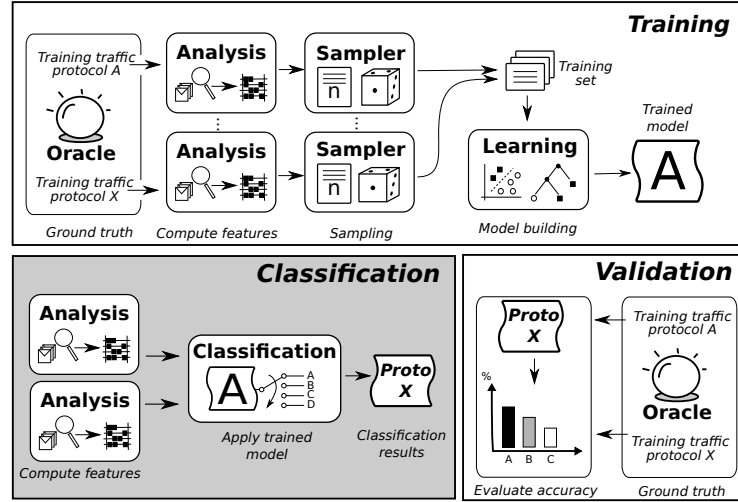 Training
Training traffic
protocol A
Oracle
Training traffic
protocol X
Ground truth
Analysis
Analysis
Compute features
Sampler
n
Sampler
n
Sampling
Training
set
Learning
Model building
Trained
model
A
Classification
Analysis
Analysis
Compute features
Classification
A
A
B
C
D
Apply trained
model
Proto
X
Classification
results
Validation
Proto
X
%
A B C
Evaluate accuracy
Training traffic
protocol A
Oracle
Training traffic
protocol X
Ground truth